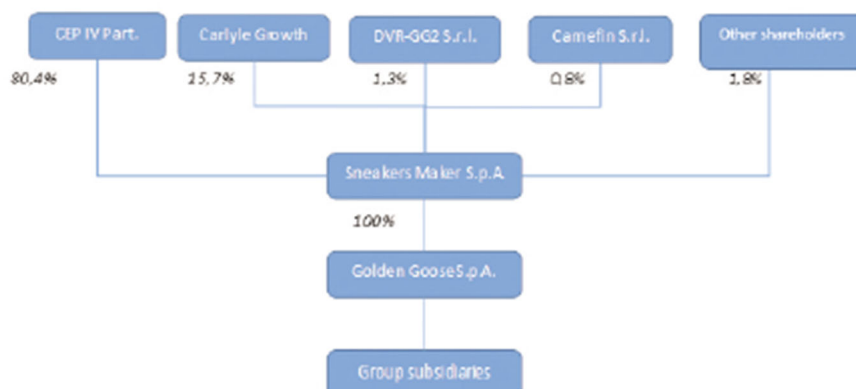 CEP IV Part.
Carlyle Growth
DVR-GG2 S.r.l.
Camefin S.r.l.
Other shareholders
80,4%
15,7%
1,3%
0,8%
1,8%
Sneakers Maker S.p.A.
100%
Golden Goose S.p.A.
Group subsidiaries